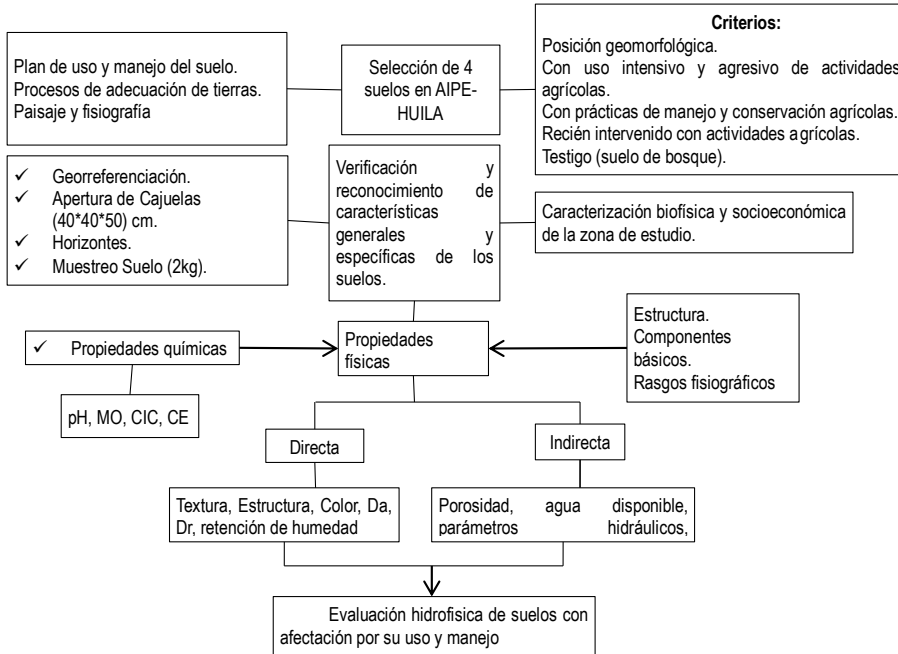 Plan de uso y manejo del suelo.
Procesos de adecuación de tierras.
Paisaje y fisiografía
Selección de 4
suelos en AIPE-
HUILA
Criterios:
Posición geomorfológica.
Con uso intensivo y agresivo de actividades
agrícolas.
Con prácticas de manejo y conservación agrícolas.
Recién intervenido con actividades agrícolas.
Testigo (suelo de bosque).
✓ Georreferenciación.
✓ Apertura de Cajuelas
(40*40*50) cm.
✓ Horizontes.
✓ Muestreo Suelo (2kg).
Verificación y
reconocimiento de
características
generales y
específicas de los
suelos.
Caracterización biofísica y socioeconómica
de la zona de estudio.
✓ Propiedades químicas
Propiedades
físicas
Estructura.
Componentes
básicos.
Rasgos fisiográficos
pH, MO, CIC, CE
Directa
Indirecta
Textura, Estructura, Color, Da,
Dr, retención de humedad
Porosidad, agua disponible,
parámetros hidráulicos,
Evaluación hidrofisica de suelos con
afectación por su uso y manejo